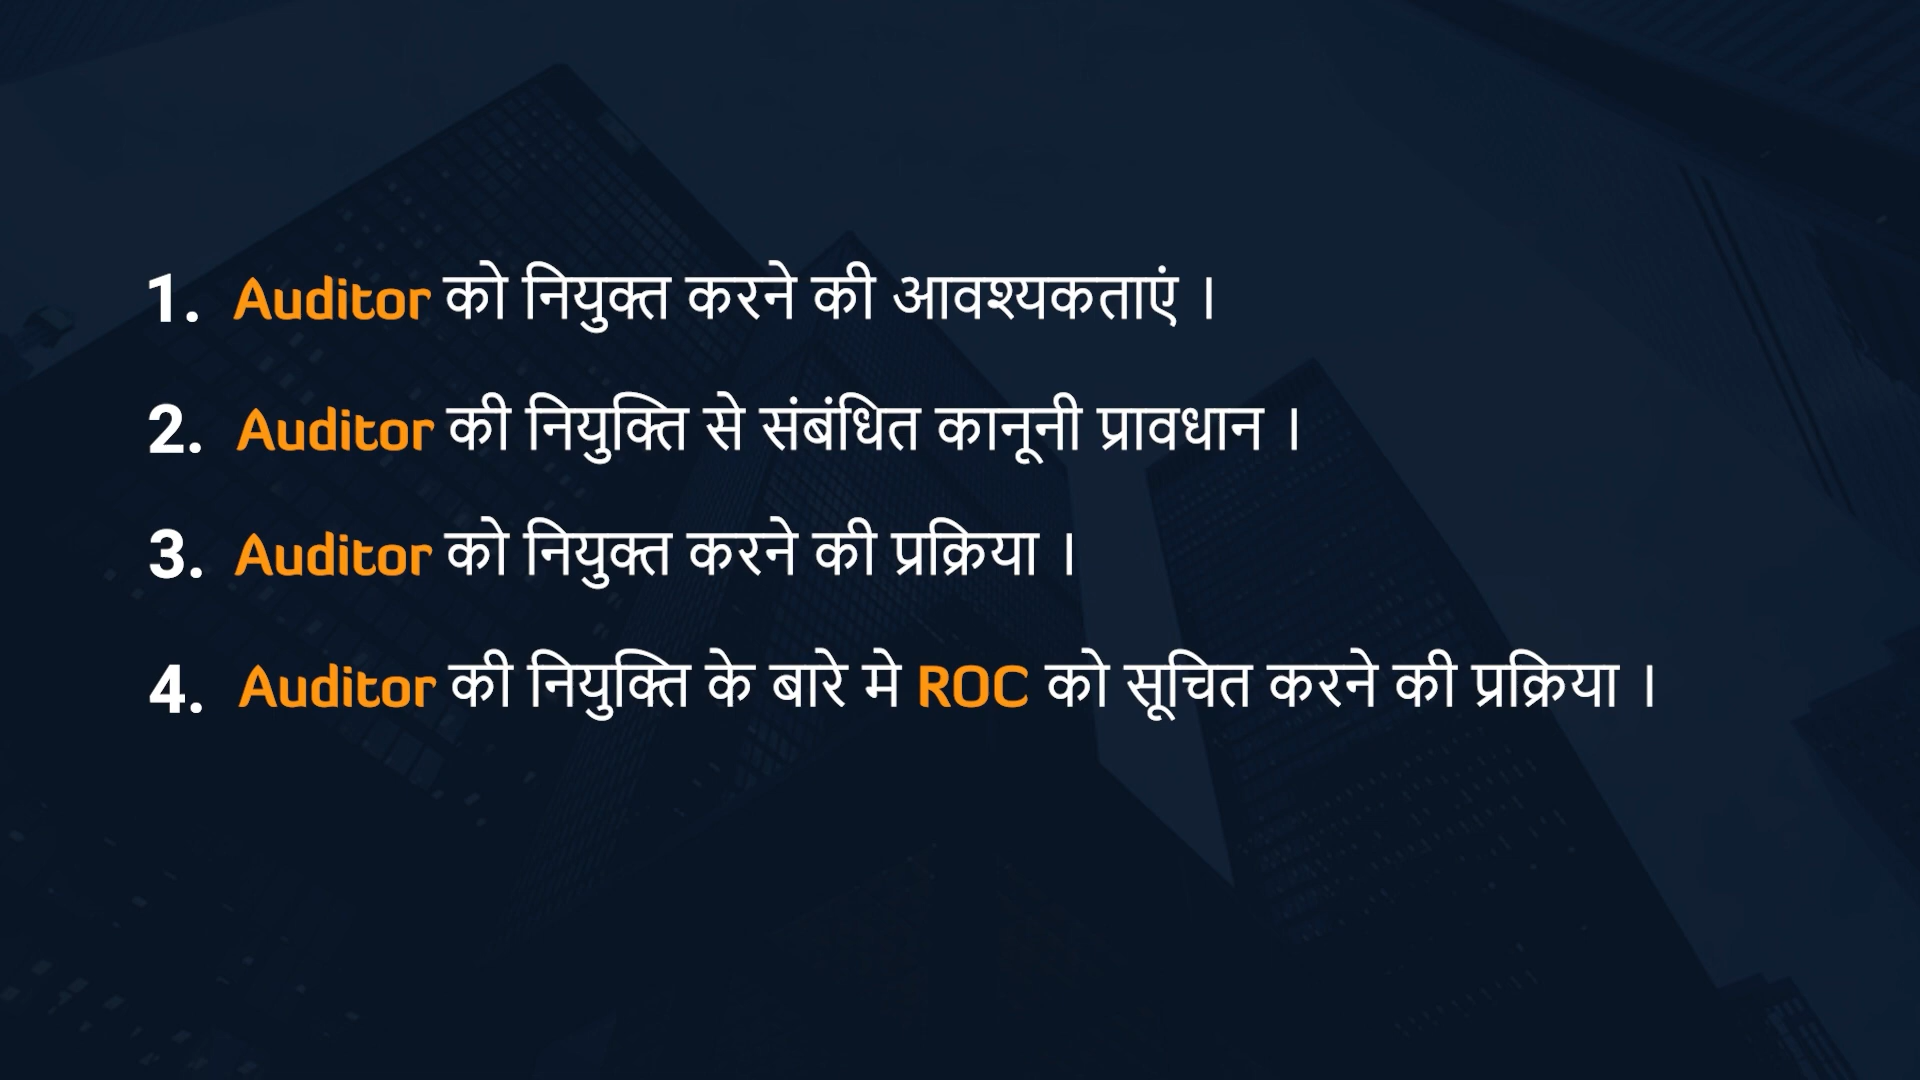 1. Auditor को नियुक्त करने की आवश्यकताएं ।
2. Auditor की नियुक्ति से संबंधित कानूनी प्रावधान ।
3. Auditor को नियुक्त करने की प्रक्रिया ।
4. Auditor की नियुक्ति के बारे मे ROC को सूचित करने की प्रक्रिया ।